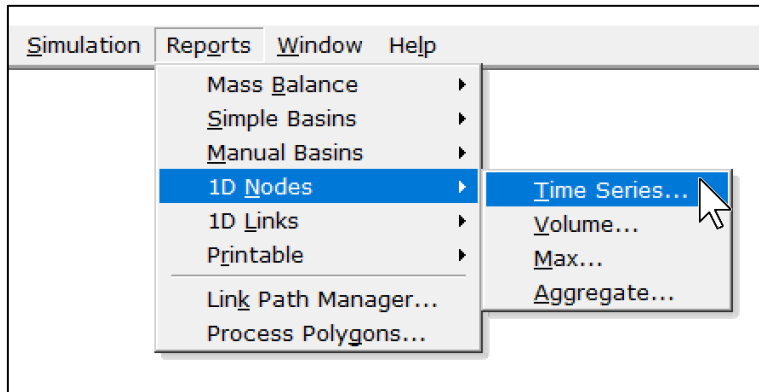 Simulation Reports Window Help
Mass Balance
Simple Basins
Manual Basins
1D Nodes
1D Links
Printable
Link Path Manager...
Process Polygons...
Time Series...
Volume...
Max...
Aggregate...